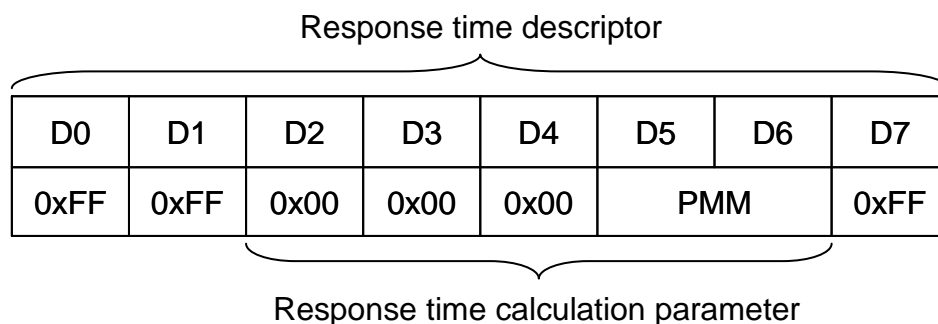 Response time descriptor
D0 D1 D2 D3 D4 D5 D6 D7
0xFF 0xFF 0x00 0x00 0x00 PMM 0xFF
Response time calculation parameter